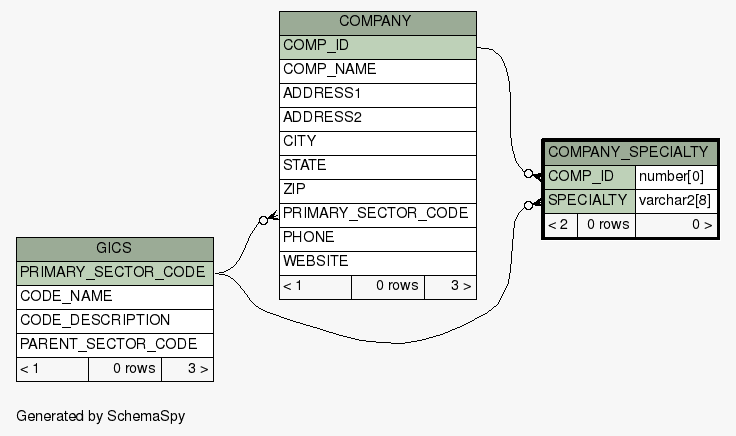 COMPANY
COMP_ID
COMP_NAME
ADDRESS1
ADDRESS2
CITY
STATE
ZIP
PRIMARY_SECTOR_CODE
PHONE
WEBSITE
< 1 0 rows 3 >
COMPANY_SPECIALTY
COMP_ID number[0]
SPECIALTY varchar2[8]
< 2 0 rows 0 >
GICS
PRIMARY_SECTOR_CODE
CODE_NAME
CODE_DESCRIPTION
PARENT_SECTOR_CODE
< 1 0 rows 3 >
Generated by SchemaSpy